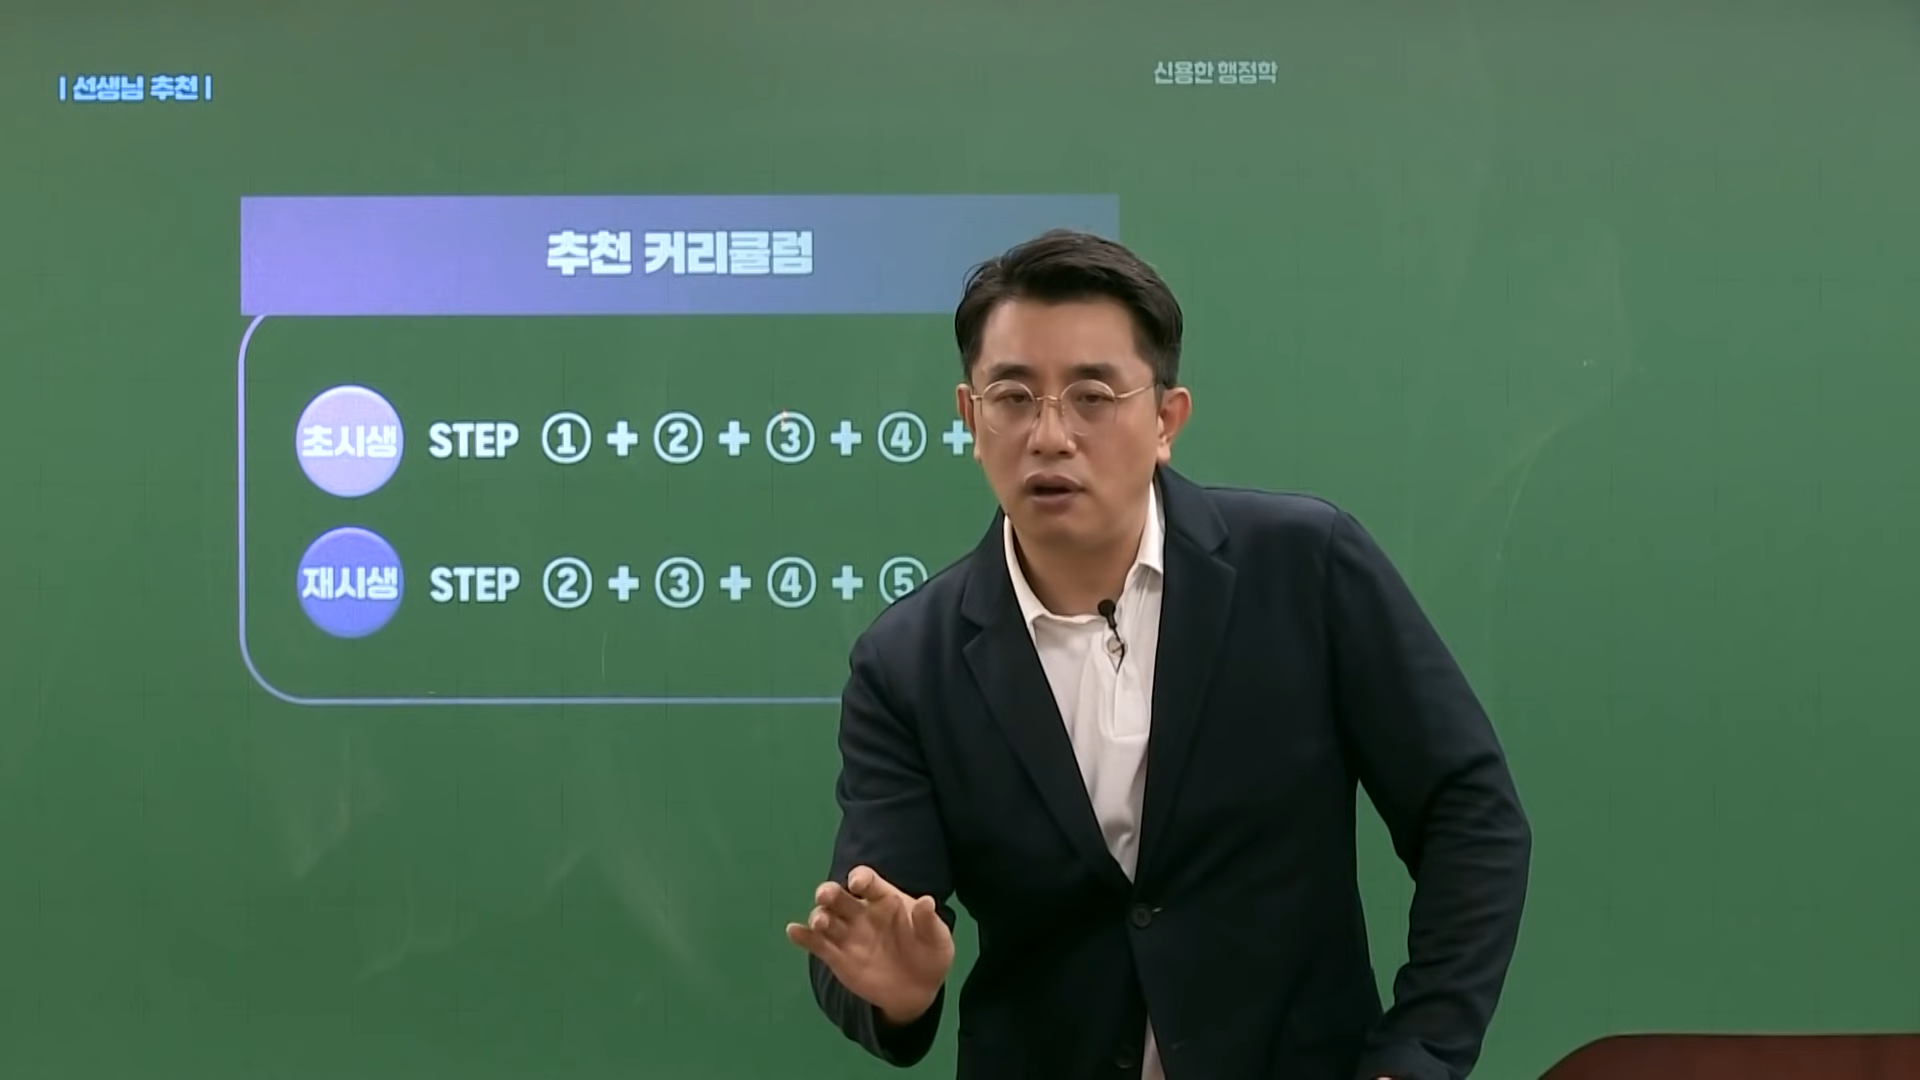 | 선생님 추천 |
신용한 행정학
추천 커리큘럼
초시생 STEP ① + ② + ③ + ④ +
재시생 STEP ② + ③ + ④ + ⑤